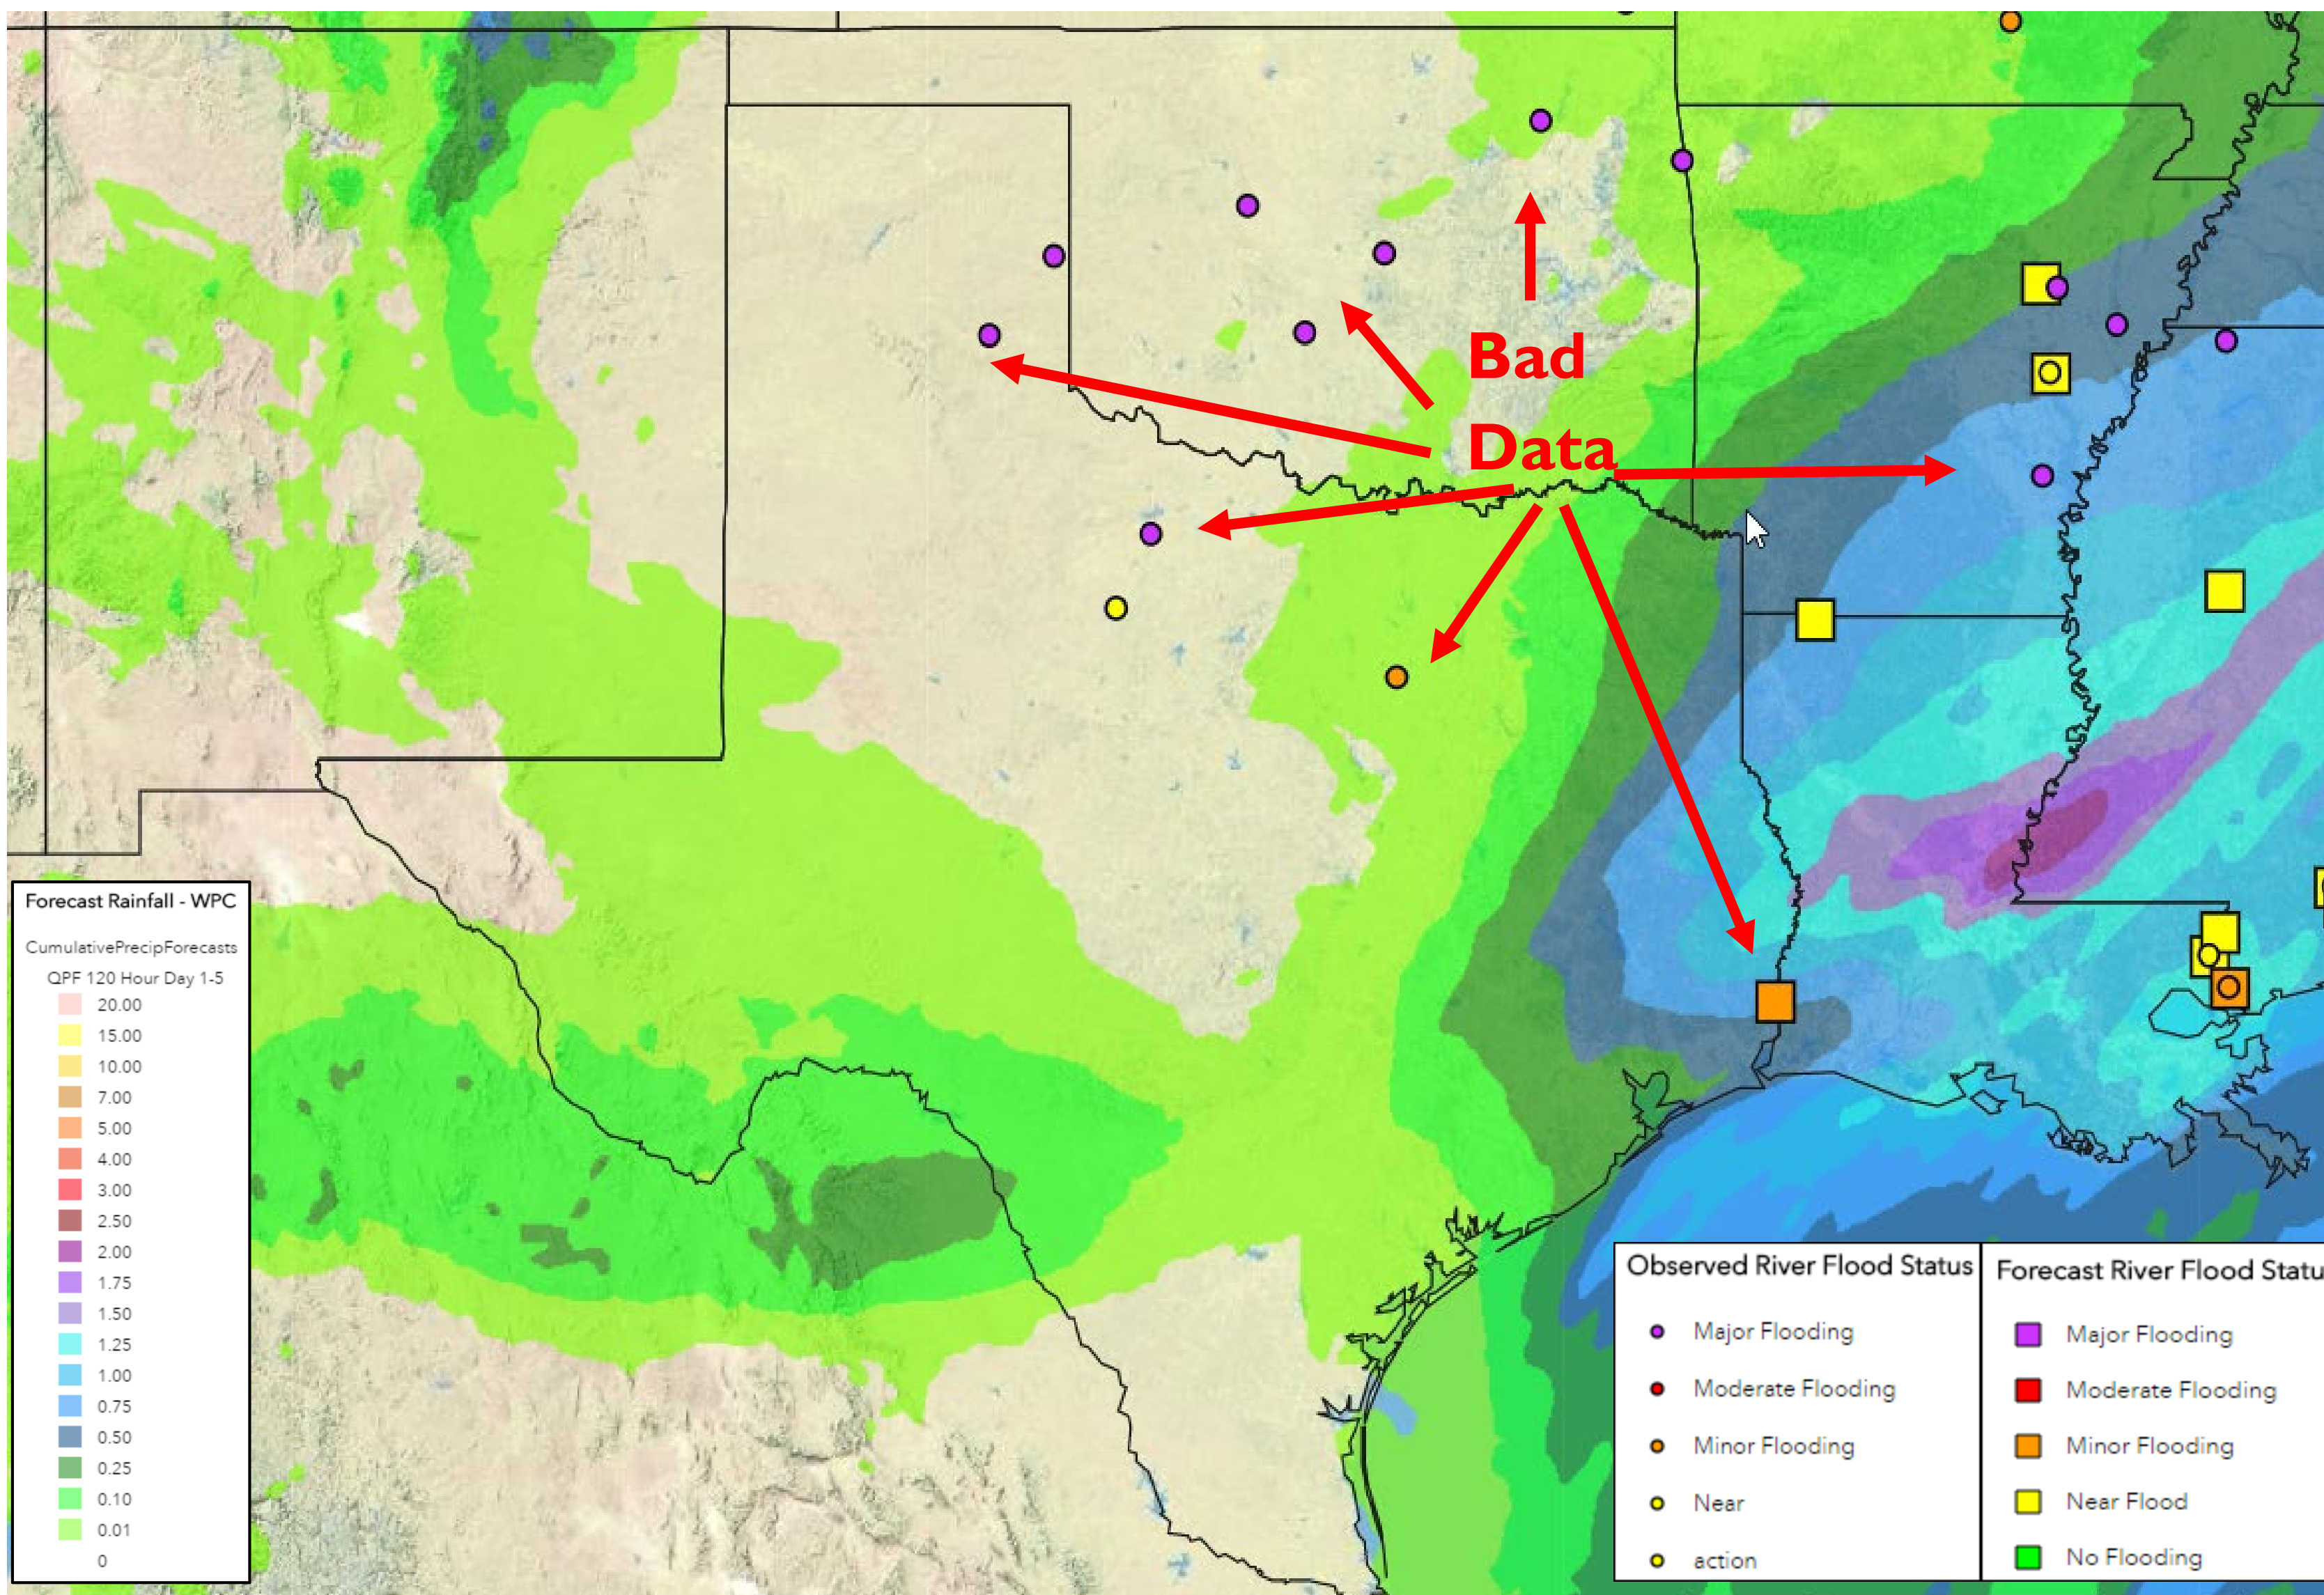 Bad
Data
Forecast Rainfall - WPC
CumulativePrecipForecasts
QPF 120 Hour Day 1-5
20.00
15.00
10.00
7.00
5.00
4.00
3.00
2.50
2.00
1.75
1.50
1.25
1.00
0.75
0.50
0.25
0.10
0.01
0
Observed River Flood Status
Major Flooding
Moderate Flooding
Minor Flooding
Near
action
Forecast River Flood Statu
Major Flooding
Moderate Flooding
Minor Flooding
Near Flood
No Flooding